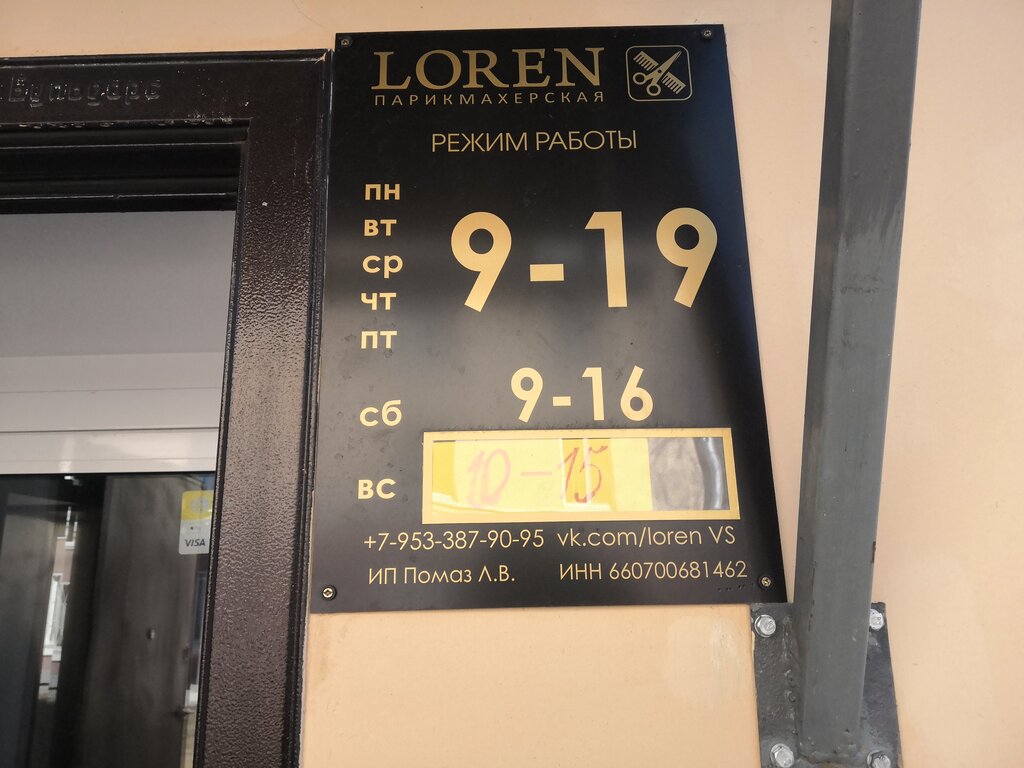 LOREN
ПАРИКМАХЕРСКАЯ
РЕЖИМ РАБОТЫ
пн
вт
ср
чт
пт
9-19
сб 9-16
вс 10-15
+7-953-387-90-95 vk.com/loren VS
ИП Помаз Л.В. ИНН 660700681462
VISA